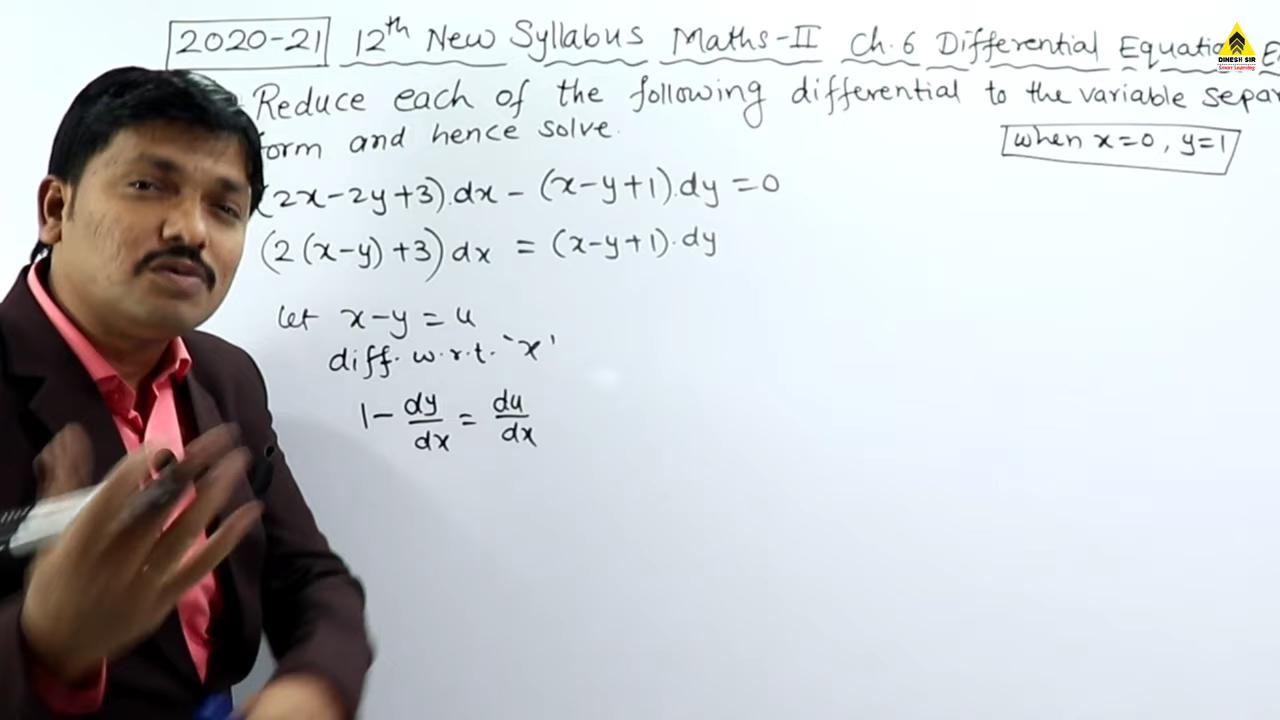 2020-21 12th New Syllabus Maths-II Ch.6 Differential
DINESH SIR
Smart Learning
Reduce each of the following differential to the variable
form and hence solve.
when x=0, y=1
(2x-2y+3).dx - (x-y+1).dy = 0
(2(x-y)+3)dx = (x-y+1).dy
let x-y = u
diff. w.r.t. `x'
1 - dy/dx = du/dx